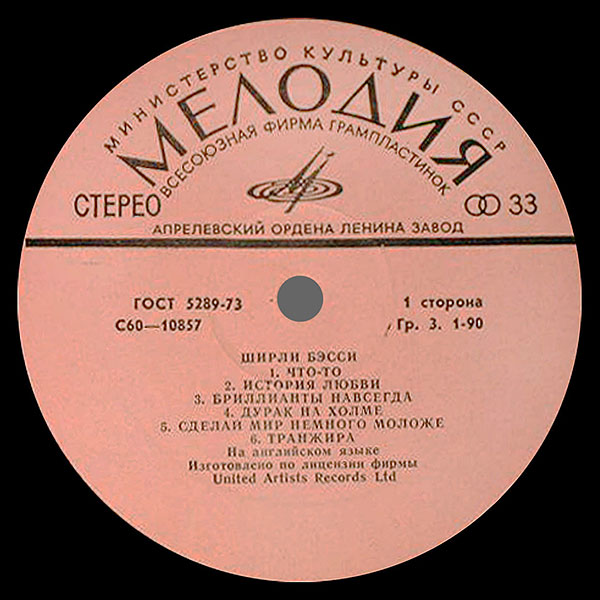 МИНИСТЕРСТВО КУЛЬТУРЫ СССР
МЕЛОДИЯ
ВСЕСОЮЗНАЯ ФИРМА ГРАМПЛАСТИНОК
СТЕРЕО 33
АПРЕЛЕВСКИЙ ОРДЕНА ЛЕНИНА ЗАВОД
ГОСТ 5289-73 1 сторона
С60—10857 Гр. 3. 1-90
ШИРЛИ БЭССИ
1. ЧТО-ТО
2. ИСТОРИЯ ЛЮБВИ
3. БРИЛЛИАНТЫ НАВСЕГДА
4. ДУРАК НА ХОЛМЕ
5. СДЕЛАЙ МИР НЕМНОГО МОЛОЖЕ
6. ТРАНЖИРА
На английском языке
Изготовлено по лицензии фирмы
United Artists Records Ltd